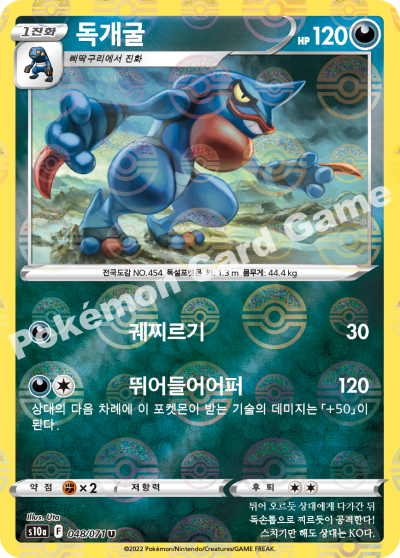 1진화
독개굴
HP 120
삐딱구리에서 진화
전국도감 NO.454 독설포켓몬 키: 1.3 m 몸무게: 44.4 kg
Pokémon Card Game
궤찌르기 30
뛰어들어어퍼 120
상대의 다음 차례에 이 포켓몬이 받는 기술의 데미지는 「+50」이
된다.
약점 ×2 저항력 후퇴
Illus. Uta
s10a F 048/071 U
튀어 오르듯 상대에게 다가간 뒤
독손톱으로 찌르듯이 공격한다!
스치기만 해도 상대는 KO다.
©2022 Pokémon/Nintendo/Creatures/GAME FREAK.